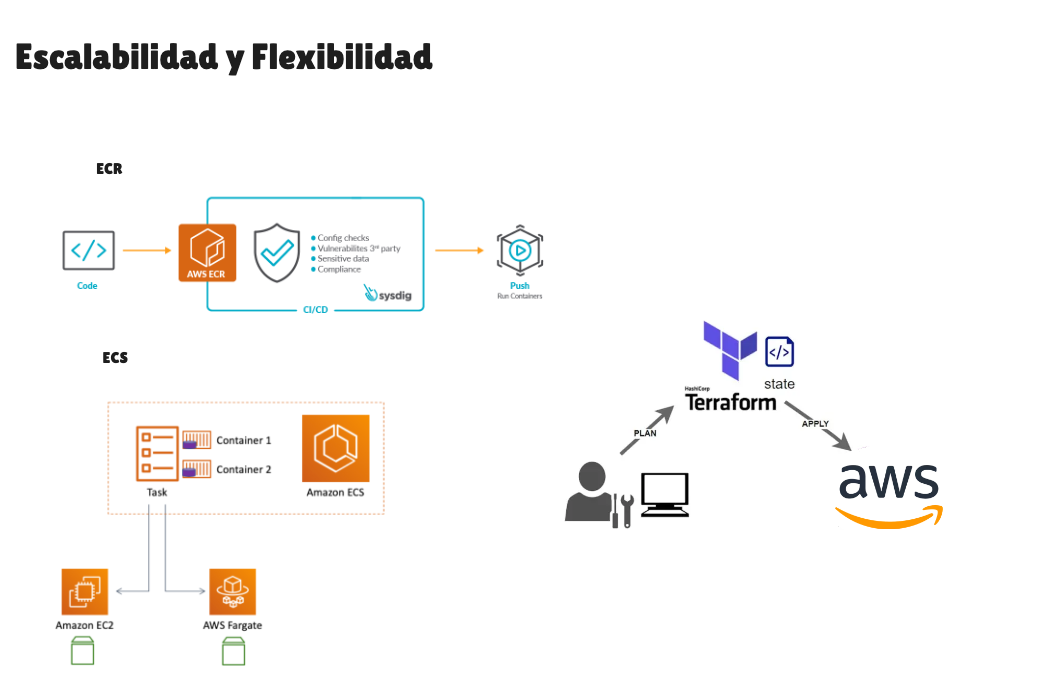 Escalabilidad y Flexibilidad
ECR
</>
Code
AWS ECR
Config checks
Vulnerabilites 3rd party
Sensitive data
Compliance
sysdig
CI/CD
Push
Run Containers
ECS
Container 1
Container 2
Task
Amazon ECS
Amazon EC2
AWS Fargate
</>
state
HashiCorp
Terraform
PLAN
APPLY
aws